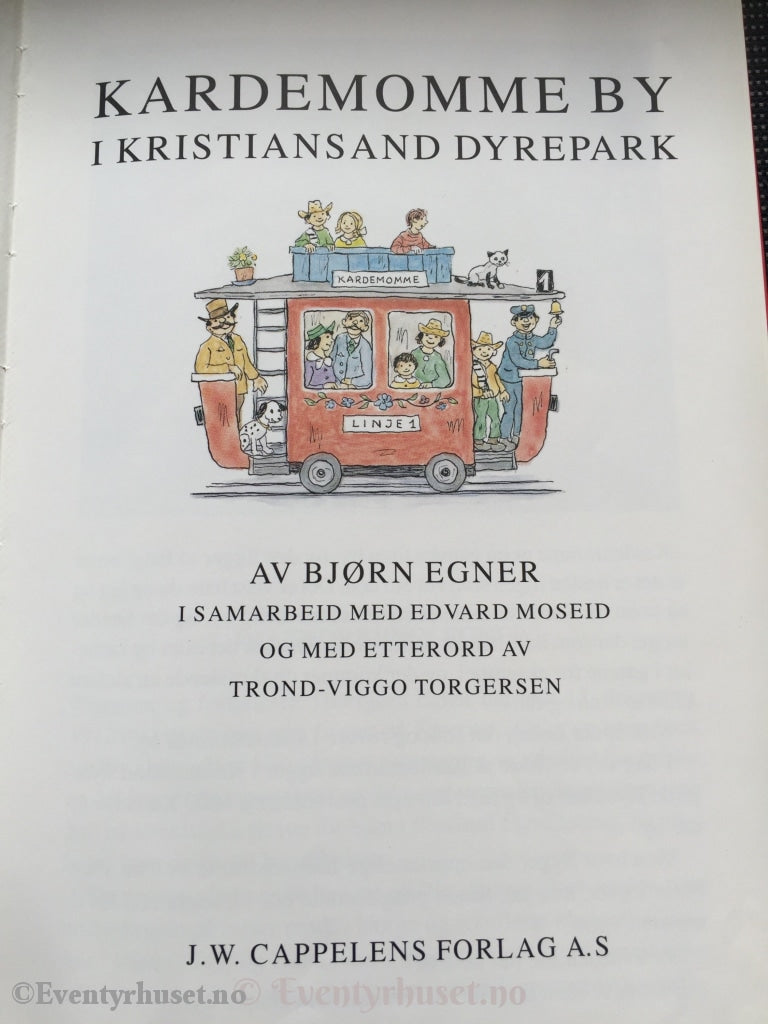 KARDEMOMME BY
I KRISTIANSAND DYREPARK
KARDEMOMME
1
LINJE 1
AV BJØRN EGNER
I SAMARBEID MED EDVARD MOSEID
OG MED ETTERORD AV
TROND-VIGGO TORGERSEN
J.W. CAPPELENS FORLAG A.S
©Eventyrhuset.no © Eventyrhuset.no